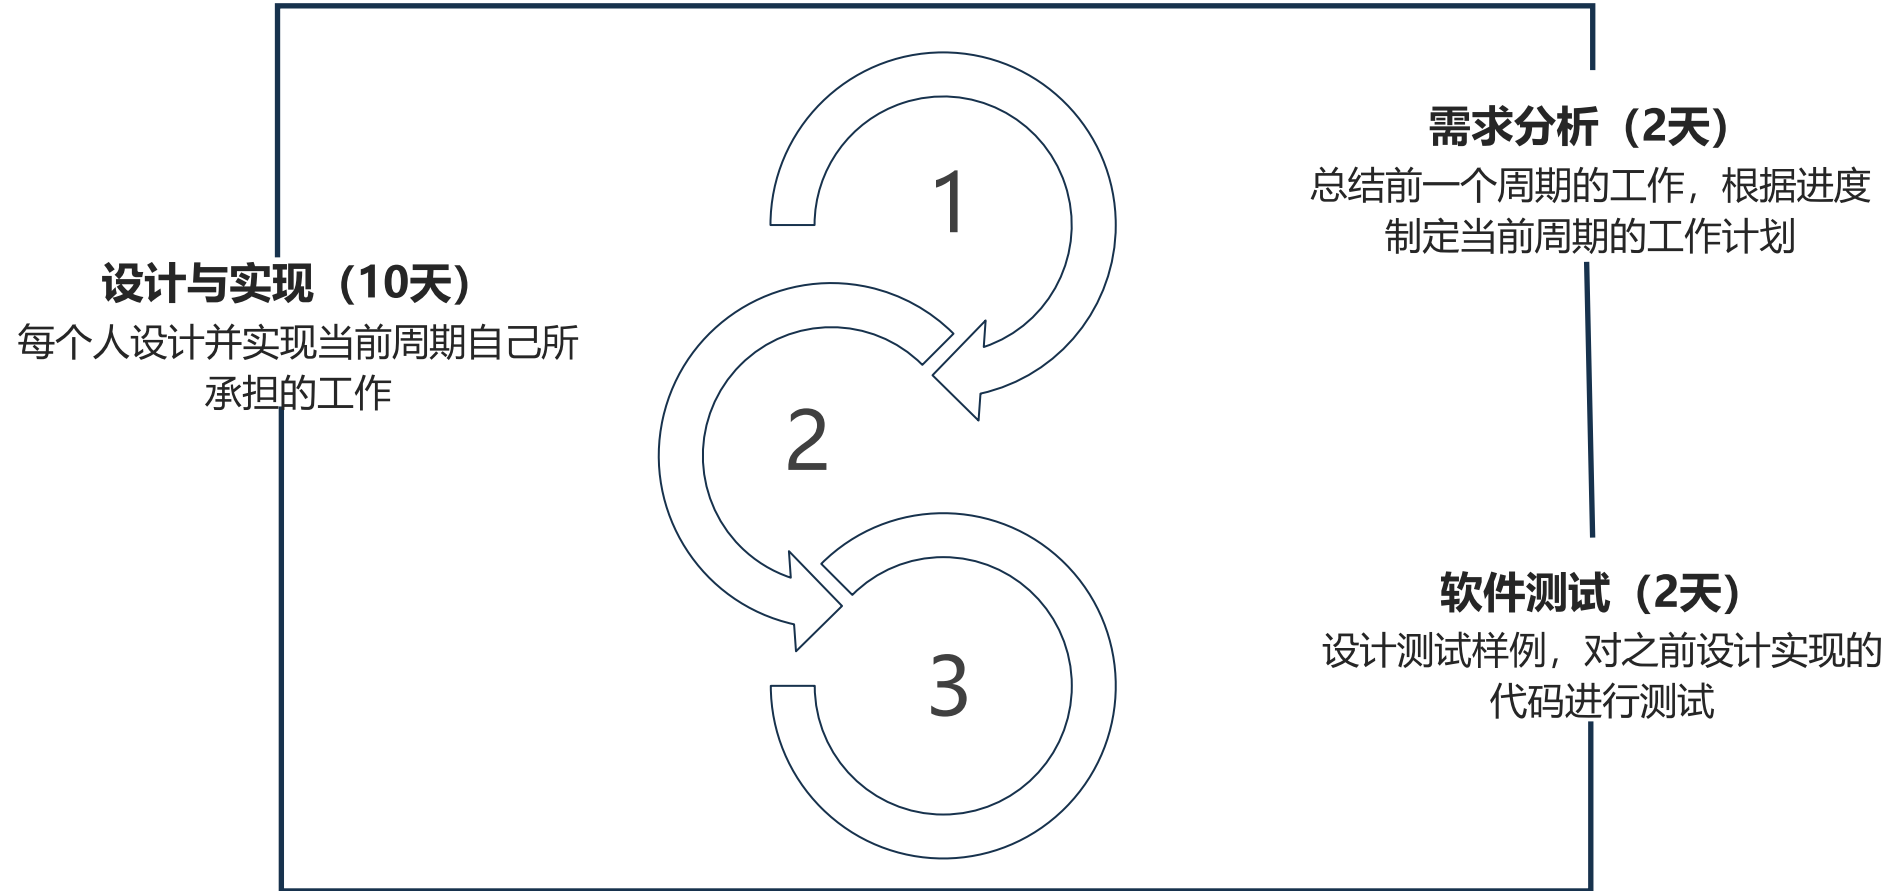 1
需求分析（2天）
总结前一个周期的工作，根据进度
制定当前周期的工作计划
设计与实现（10天）
每个人设计并实现当前周期自己所
承担的工作
2
软件测试（2天）
设计测试样例，对之前设计实现的
代码进行测试
3